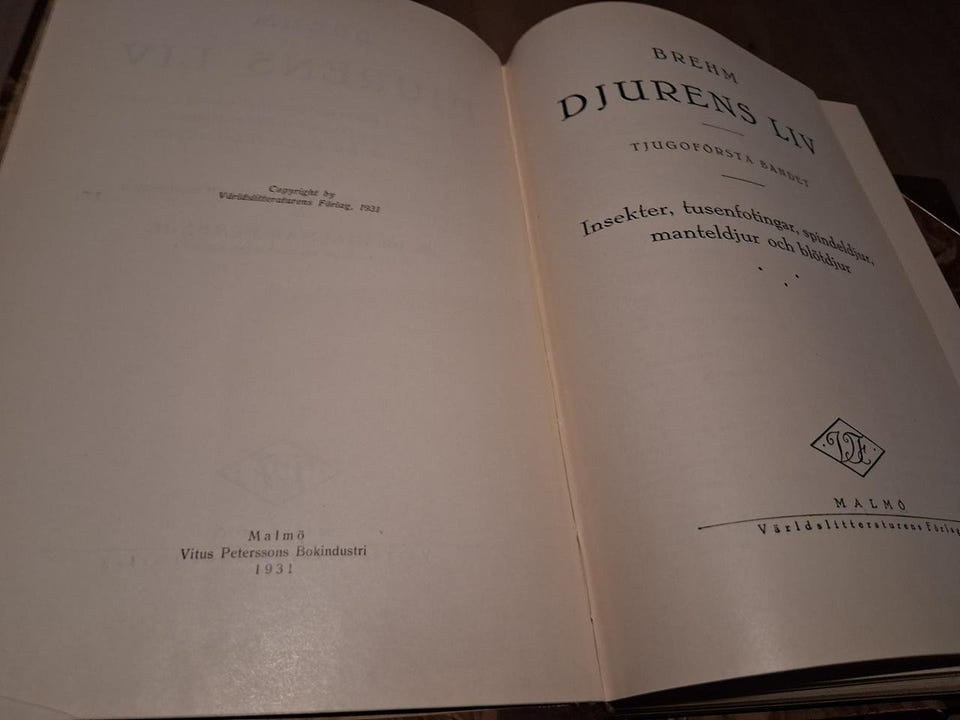 Copyright by
Världslitteraturens Förlag, 1931
Malmö
Vitus Peterssons Bokindustri
1931
BREHM
DJURENS LIV
TJUGOFÖRSTA BANDET
Insekter, tusenfotingar, spindeldjur,
manteldjur och blötdjur
MALMÖ
Världslitteraturens Förlag